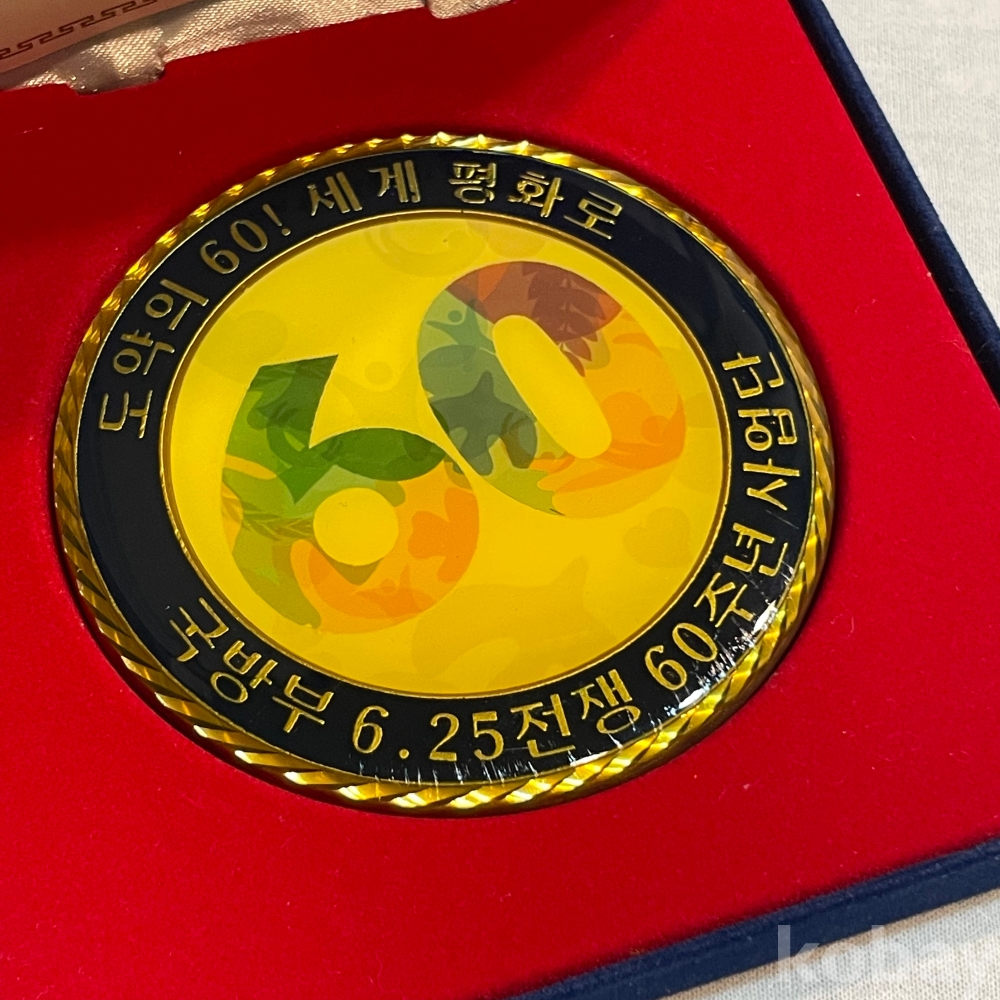 도약의 60! 세계 평화로
60
국방부 6.25전쟁 60주년 사업단